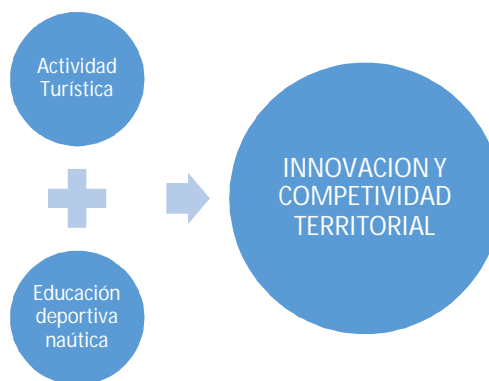 Actividad
Turística
Educación
deportiva
naútica
INNOVACION Y
COMPETIVIDAD
TERRITORIAL